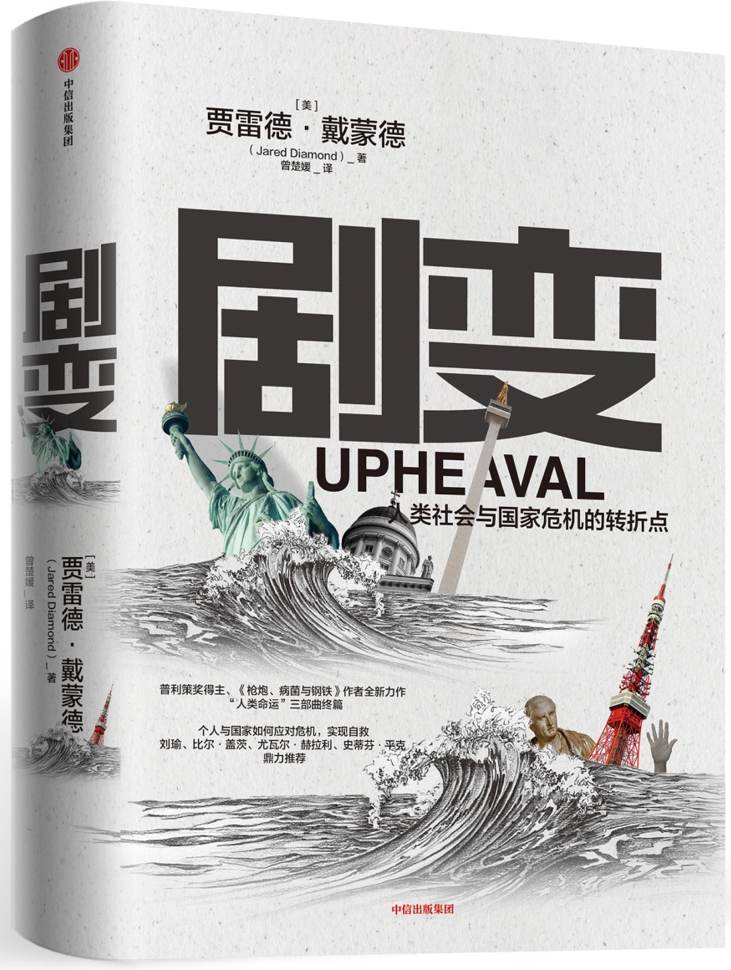 中信出版集团
剧变
[美]
贾雷德·戴蒙德
（Jared Diamond）_著
曾楚媛_译
[美]
贾雷德·戴蒙德
（Jared Diamond）_著
曾楚媛_译
剧变
UPHEAVAL
人类社会与国家危机的转折点
普利策奖得主、《枪炮、病菌与钢铁》作者全新力作
“人类命运”三部曲终篇
个人与国家如何应对危机，实现自救
刘瑜、比尔·盖茨、尤瓦尔·赫拉利、史蒂芬·平克
鼎力推荐
中信出版集团